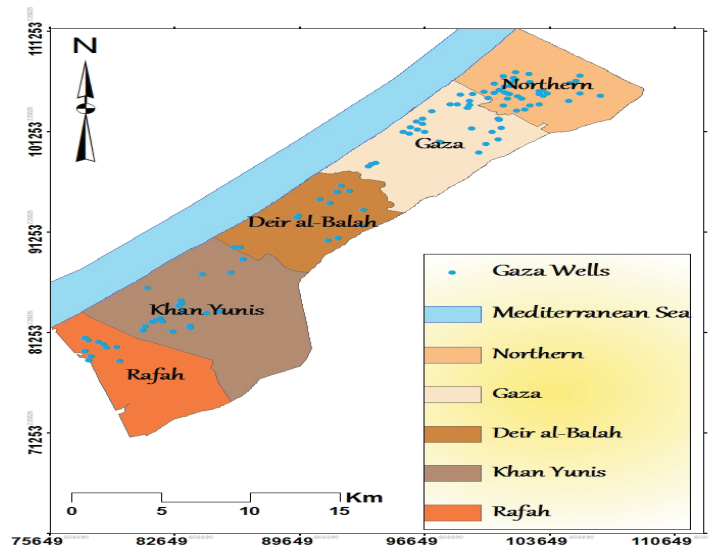 N
111253
101253
91253
81253
71253
Northern
Gaza
Deir al-Balah
Khan Yunis
Rafah
Gaza Wells
Mediterranean Sea
Northern
Gaza
Deir al-Balah
Khan Yunis
Rafah
0 5 10 15 Km
75649 82649 89649 96649 103649 110649